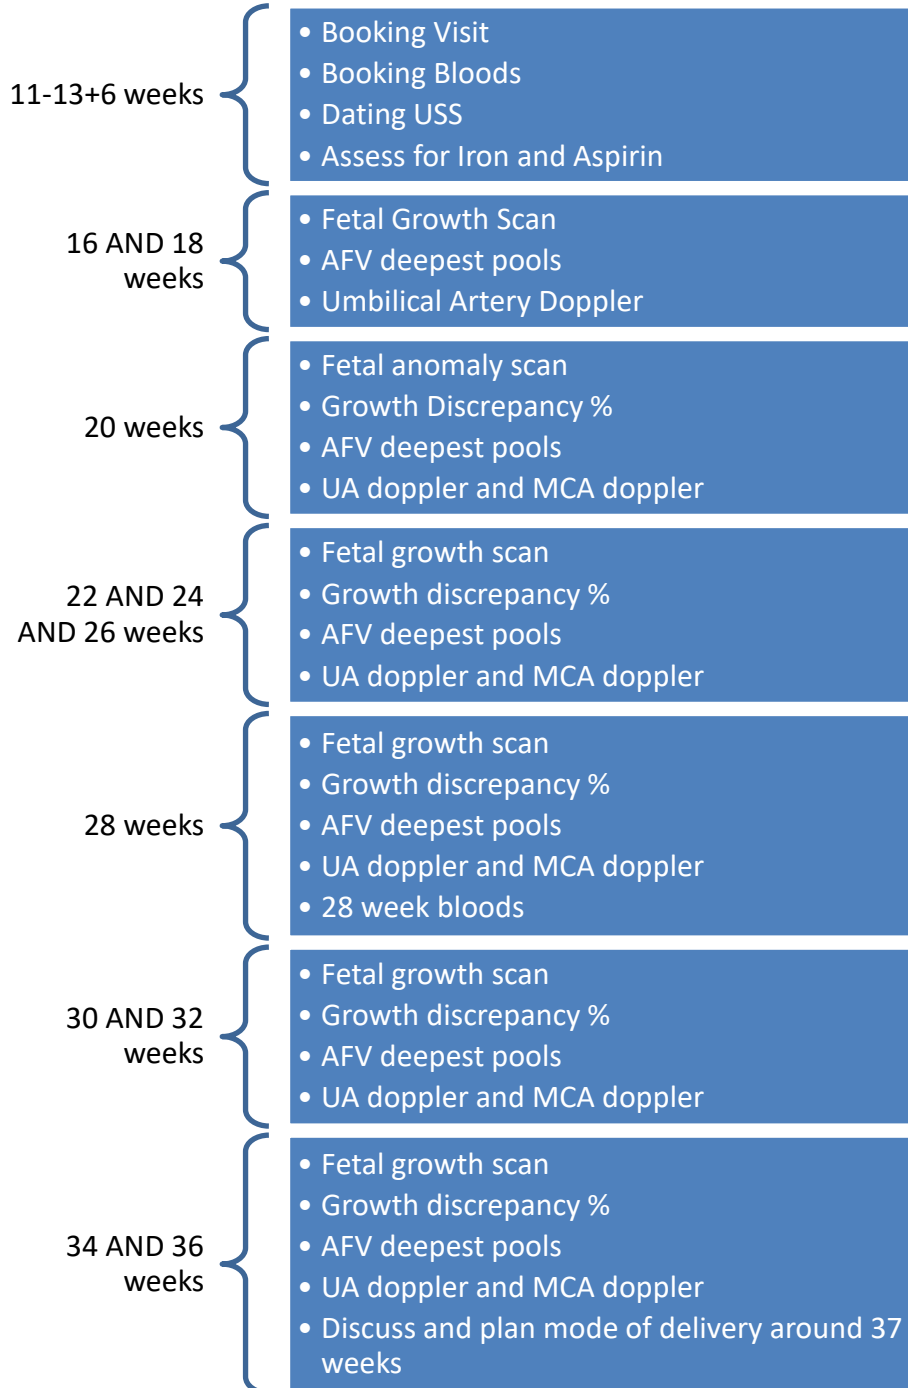 11-13+6 weeks
• Booking Visit
• Booking Bloods
• Dating USS
• Assess for Iron and Aspirin
16 AND 18
weeks
• Fetal Growth Scan
• AFV deepest pools
• Umbilical Artery Doppler
20 weeks
• Fetal anomaly scan
• Growth Discrepancy %
• AFV deepest pools
• UA doppler and MCA doppler
22 AND 24
AND 26 weeks
• Fetal growth scan
• Growth discrepancy %
• AFV deepest pools
• UA doppler and MCA doppler
28 weeks
• Fetal growth scan
• Growth discrepancy %
• AFV deepest pools
• UA doppler and MCA doppler
• 28 week bloods
30 AND 32
weeks
• Fetal growth scan
• Growth discrepancy %
• AFV deepest pools
• UA doppler and MCA doppler
34 AND 36
weeks
• Fetal growth scan
• Growth discrepancy %
• AFV deepest pools
• UA doppler and MCA doppler
• Discuss and plan mode of delivery around 37
weeks